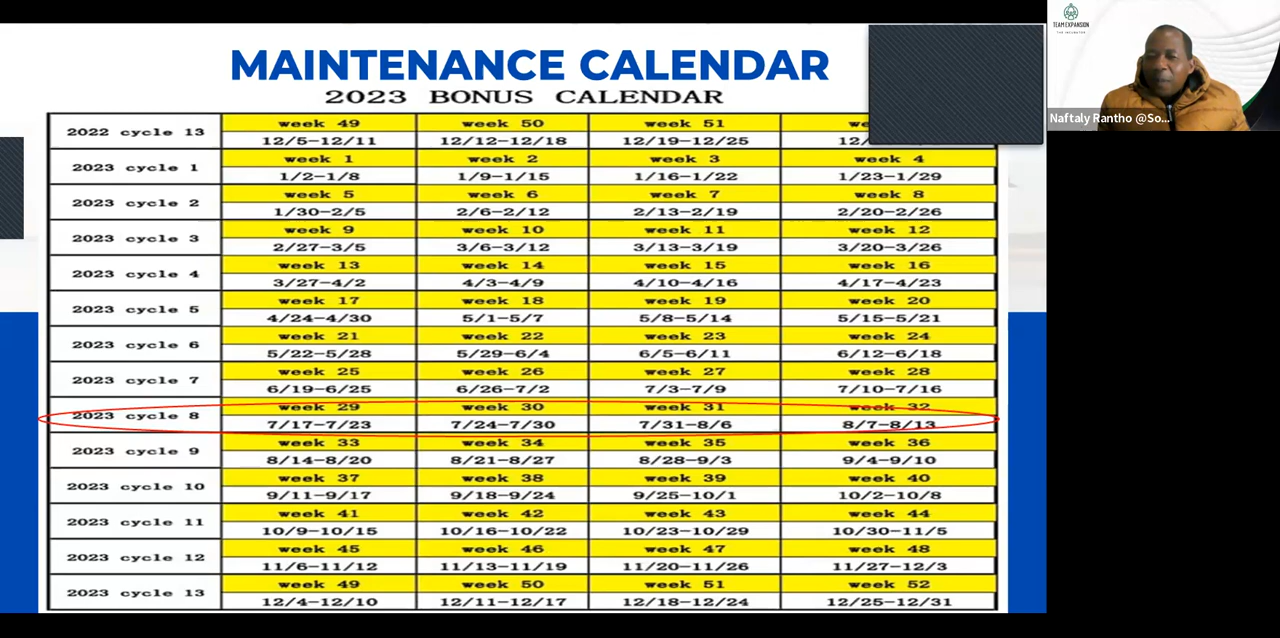 MAINTENANCE CALENDAR
2023 BONUS CALENDAR
2022 cycle 13
week 49 week 50 week 51
12/5-12/11 12/12-12/18 12/19-12/25
2023 cycle 1
week 1 week 2 week 3 week 4
1/2-1/8 1/9-1/15 1/16-1/22 1/23-1/29
2023 cycle 2
week 5 week 6 week 7 week 8
1/30-2/5 2/6-2/12 2/13-2/19 2/20-2/26
2023 cycle 3
week 9 week 10 week 11 week 12
2/27-3/5 3/6-3/12 3/13-3/19 3/20-3/26
2023 cycle 4
week 13 week 14 week 15 week 16
3/27-4/2 4/3-4/9 4/10-4/16 4/17-4/23
2023 cycle 5
week 17 week 18 week 19 week 20
4/24-4/30 5/1-5/7 5/8-5/14 5/15-5/21
2023 cycle 6
week 21 week 22 week 23 week 24
5/22-5/28 5/29-6/4 6/5-6/11 6/12-6/18
2023 cycle 7
week 25 week 26 week 27 week 28
6/19-6/25 6/26-7/2 7/3-7/9 7/10-7/16
2023 cycle 8
week 29 week 30 week 31 week 32
7/17-7/23 7/24-7/30 7/31-8/6 8/7-8/13
2023 cycle 9
week 33 week 34 week 35 week 36
8/14-8/20 8/21-8/27 8/28-9/3 9/4-9/10
2023 cycle 10
week 37 week 38 week 39 week 40
9/11-9/17 9/18-9/24 9/25-10/1 10/2-10/8
2023 cycle 11
week 41 week 42 week 43 week 44
10/9-10/15 10/16-10/22 10/23-10/29 10/30-11/5
2023 cycle 12
week 45 week 46 week 47 week 48
11/6-11/12 11/13-11/19 11/20-11/26 11/27-12/3
2023 cycle 13
week 49 week 50 week 51 week 52
12/4-12/10 12/11-12/17 12/18-12/24 12/25-12/31
TEAM EXPANSION
THE INCUBATOR
Naftaly Rantho @So...